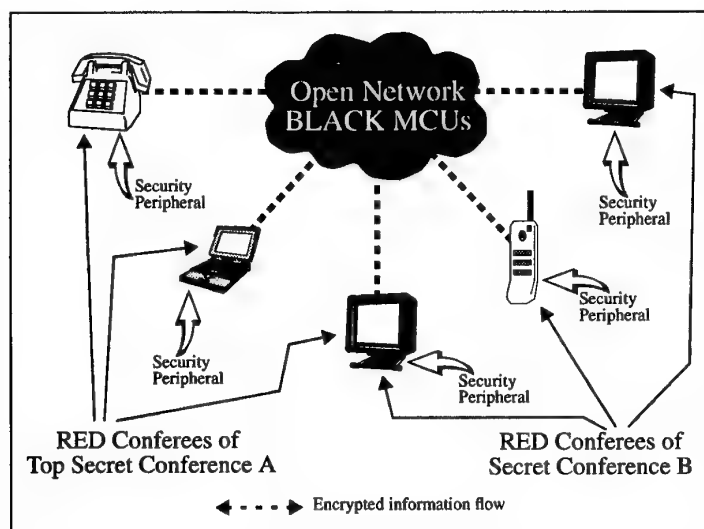 Open Network
BLACK MCUs
Security
Peripheral
Security
Peripheral
Security
Peripheral
Security
Peripheral
Security
Peripheral
RED Conferees of
Top Secret Conference A
RED Conferees of
Secret Conference B
Encrypted information flow